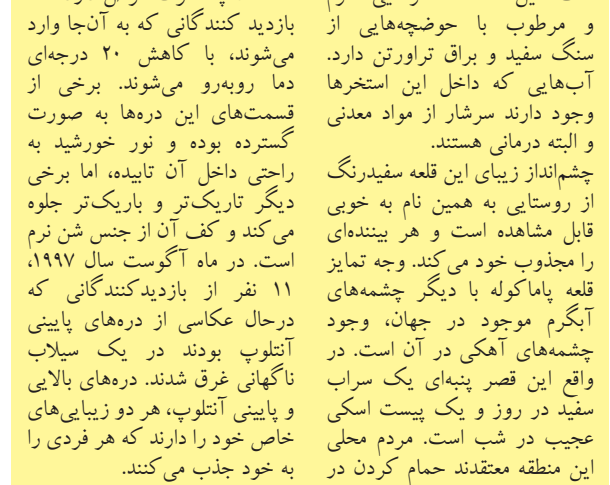 و مرطوب با حوضچه‌هایی از
سنگ سفید و براق تراورتن دارد.
آب‌هایی که داخل این استخرها
وجود دارند سرشار از مواد معدنی
و البته درمانی هستند.
چشم‌انداز زیبای این قلعه سفیدرنگ
از روستایی به همین نام به خوبی
قابل مشاهده است و هر بیننده‌ای
را مجذوب خود می‌کند. وجه تمایز
قلعه پاماکوله با دیگر چشمه‌های
آبگرم موجود در جهان، وجود
چشمه‌های آهکی در آن است. در
واقع این قصر پنبه‌ای یک سراب
سفید در روز و یک پیست اسکی
عجیب در شب است. مردم محلی
این منطقه معتقدند حمام کردن در
بازدید کنندگانی که به آن‌جا وارد
می‌شوند، با کاهش ۲۰ درجه‌ای
دما روبه‌رو می‌شوند. برخی از
قسمت‌های این دره‌ها به صورت
گسترده بوده و نور خورشید به
راحتی داخل آن تابیده، اما برخی
دیگر تاریک‌تر و باریک‌تر جلوه
می‌کند و کف آن از جنس شن نرم
است. در ماه آگوست سال ۱۹۹۷،
۱۱ نفر از بازدیدکنندگانی که
درحال عکاسی از دره‌های پایینی
آنتلوپ بودند در یک سیلاب
ناگهانی غرق شدند. دره‌های بالایی
و پایینی آنتلوپ، هر دو زیبایی‌های
خاص خود را دارند که هر فردی را
به خود جذب می‌کنند.